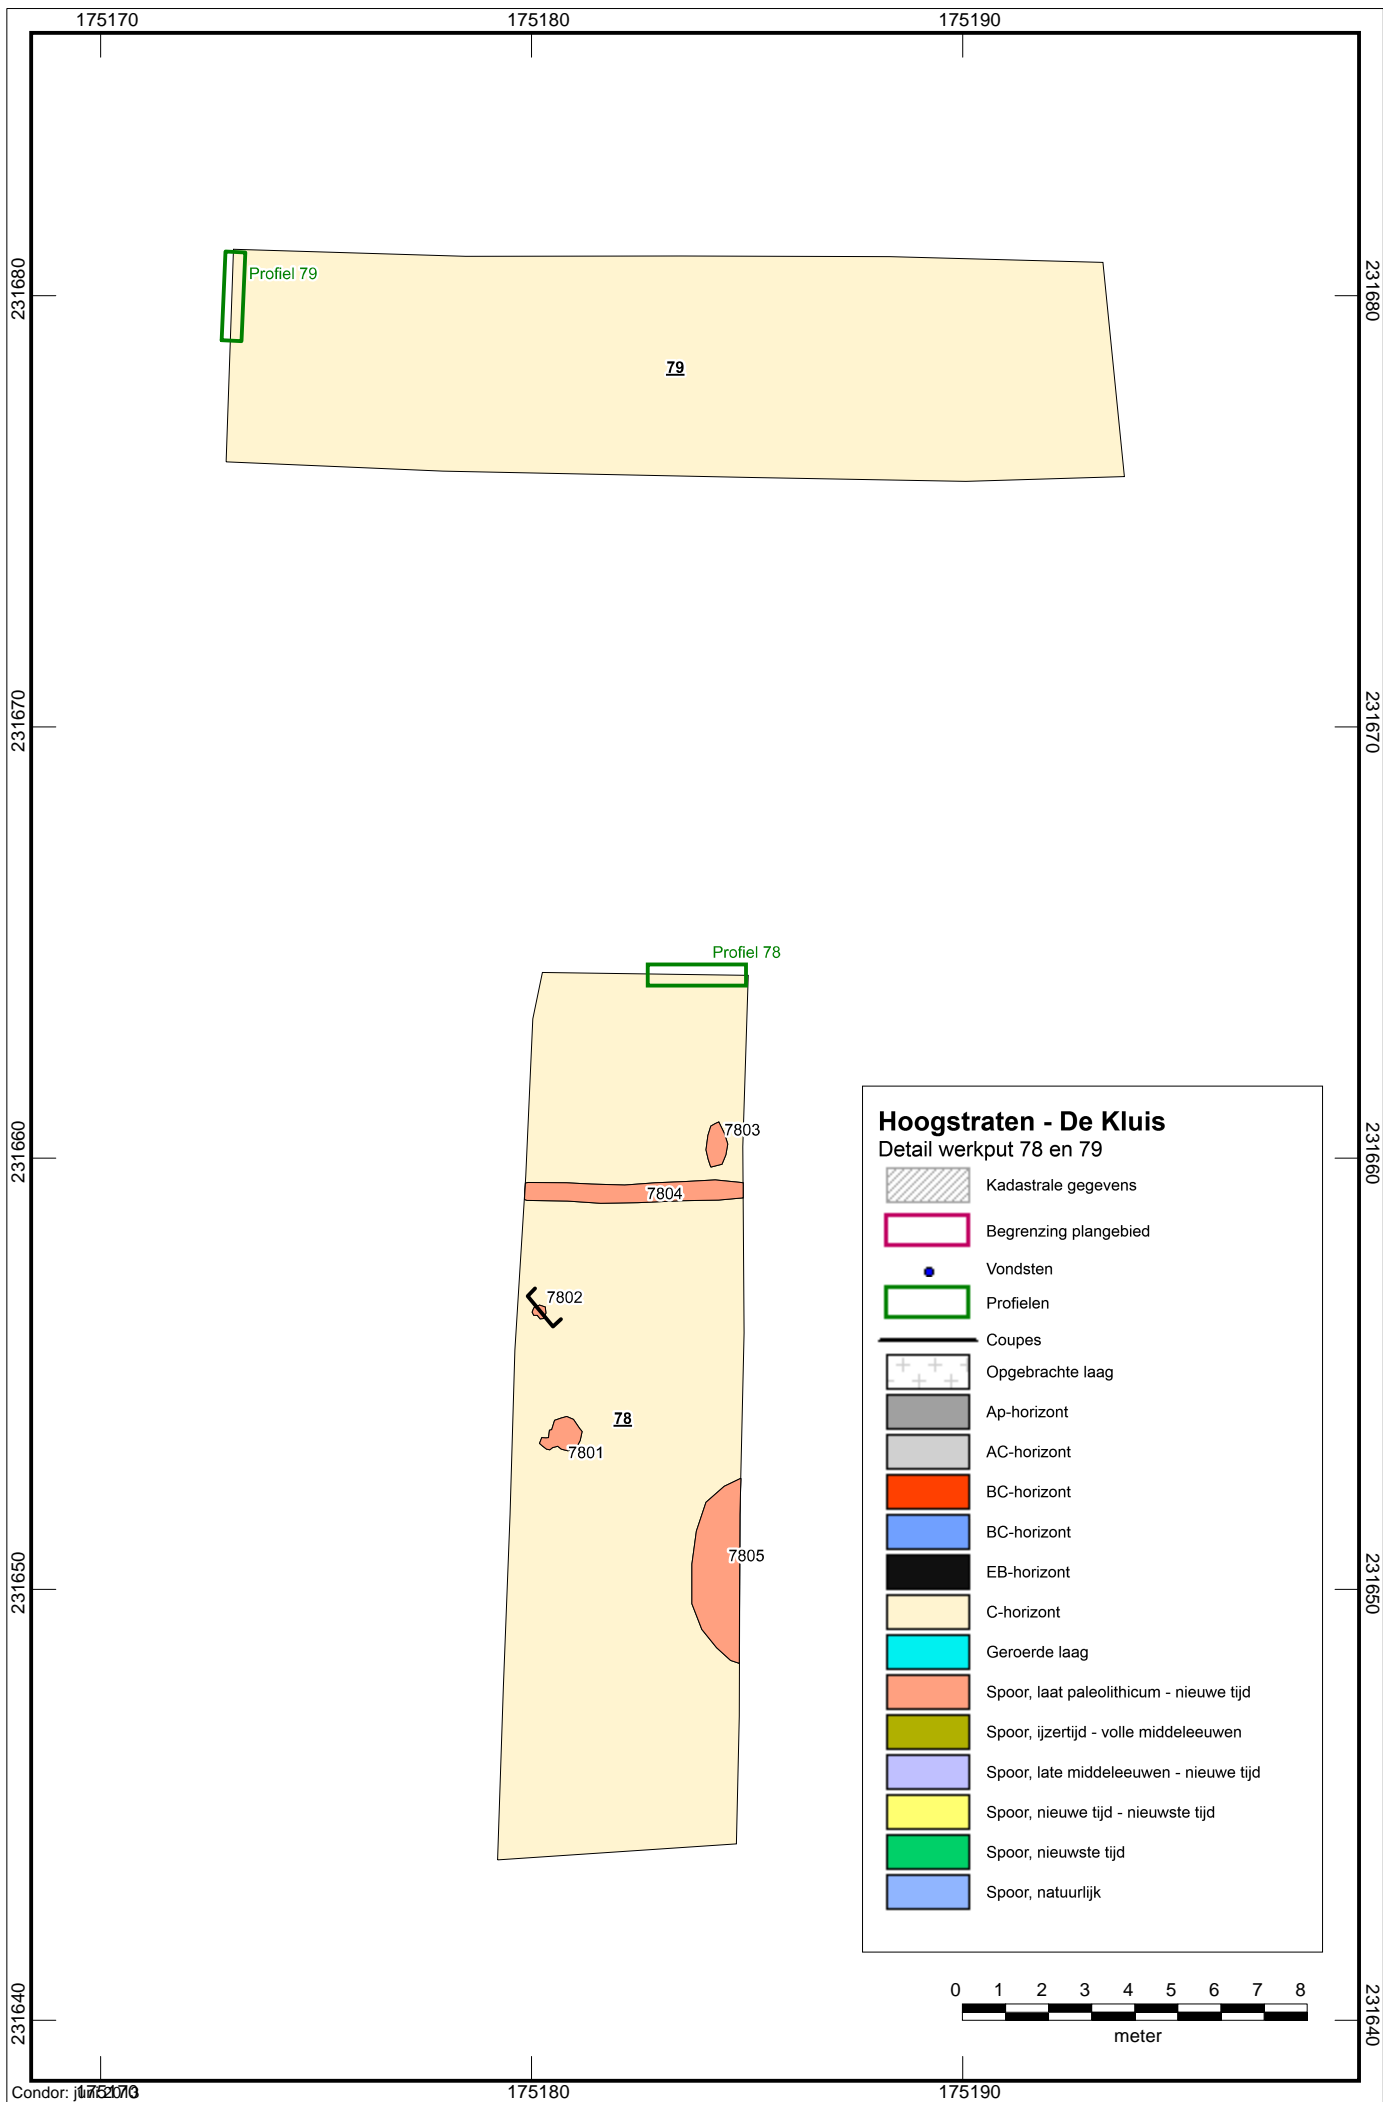 175170
175180
175190
231680
231680
Profiel 79
79
231670
231670
Profiel 78
7803
231660
231660
7804
7802
78
7801
7805
231650
231650
Hoogstraten - De Kluis
Detail werkput 78 en 79
Kadastrale gegevens
Begrenzing plangebied
Vondsten
Profielen
Coupes
Opgebrachte laag
Ap-horizont
AC-horizont
BC-horizont
BC-horizont
EB-horizont
C-horizont
Geroerde laag
Spoor, laat paleolithicum - nieuwe tijd
Spoor, ijzertijd - volle middeleeuwen
Spoor, late middeleeuwen - nieuwe tijd
Spoor, nieuwe tijd - nieuwste tijd
Spoor, nieuwste tijd
Spoor, natuurlijk
0 1 2 3 4 5 6 7 8
meter
231640
231640
Condor: juni 2013
175170
175180
175190